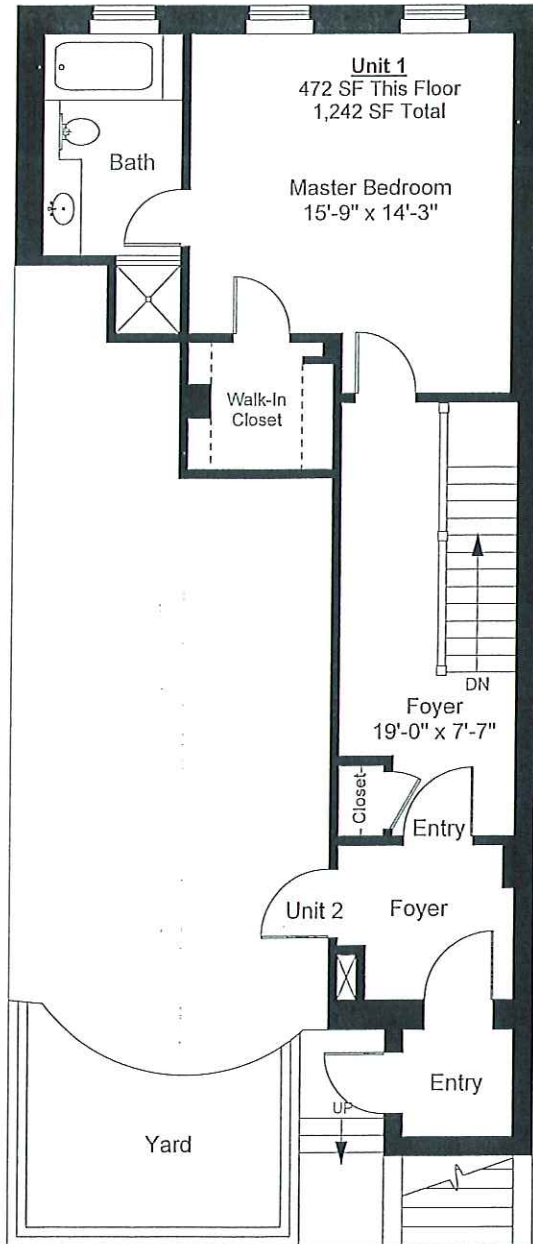 Unit 1
472 SF This Floor
1,242 SF Total
Bath
Master Bedroom
15'-9" x 14'-3"
Walk-In
Closet
DN
Foyer
19'-0" x 7'-7"
Closet
Entry
Unit 2
Foyer
Entry
UP
Yard